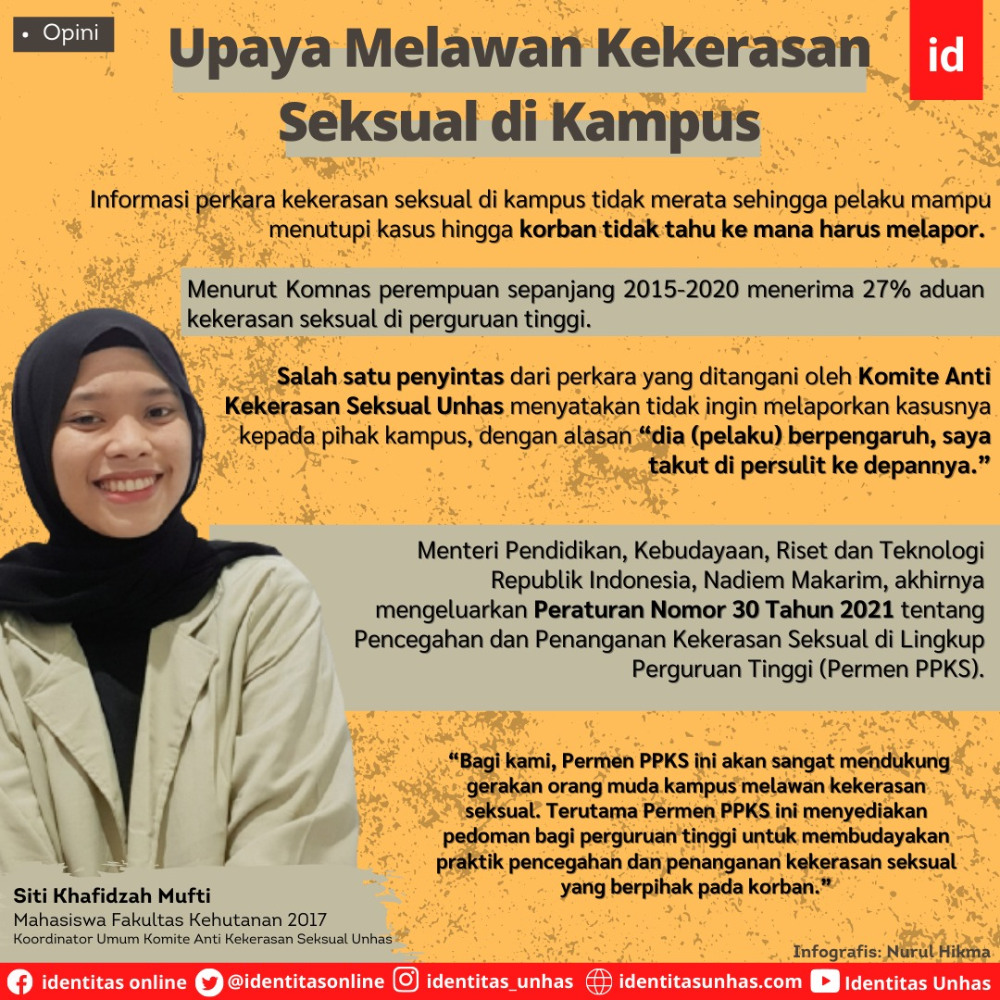 • Opini
id
Upaya Melawan Kekerasan
Seksual di Kampus
Informasi perkara kekerasan seksual di kampus tidak merata sehingga pelaku mampu
menutupi kasus hingga korban tidak tahu ke mana harus melapor.
Menurut Komnas perempuan sepanjang 2015-2020 menerima 27% aduan
kekerasan seksual di perguruan tinggi.
Salah satu penyintas dari perkara yang ditangani oleh Komite Anti
Kekerasan Seksual Unhas menyatakan tidak ingin melaporkan kasusnya
kepada pihak kampus, dengan alasan “dia (pelaku) berpengaruh, saya
takut di persulit ke depannya.”
Menteri Pendidikan, Kebudayaan, Riset dan Teknologi
Republik Indonesia, Nadiem Makarim, akhirnya
mengeluarkan Peraturan Nomor 30 Tahun 2021 tentang
Pencegahan dan Penanganan Kekerasan Seksual di Lingkup
Perguruan Tinggi (Permen PPKS).
“Bagi kami, Permen PPKS ini akan sangat mendukung
gerakan orang muda kampus melawan kekerasan
seksual. Terutama Permen PPKS ini menyediakan
pedoman bagi perguruan tinggi untuk membudayakan
praktik pencegahan dan penanganan kekerasan seksual
yang berpihak pada korban.”
Siti Khafidzah Mufti
Mahasiswa Fakultas Kehutanan 2017
Koordinator Umum Komite Anti Kekerasan Seksual Unhas
Infografis: Nurul Hikma
identitas online @identitasonline identitas_unhas identitasunhas.com Identitas Unhas